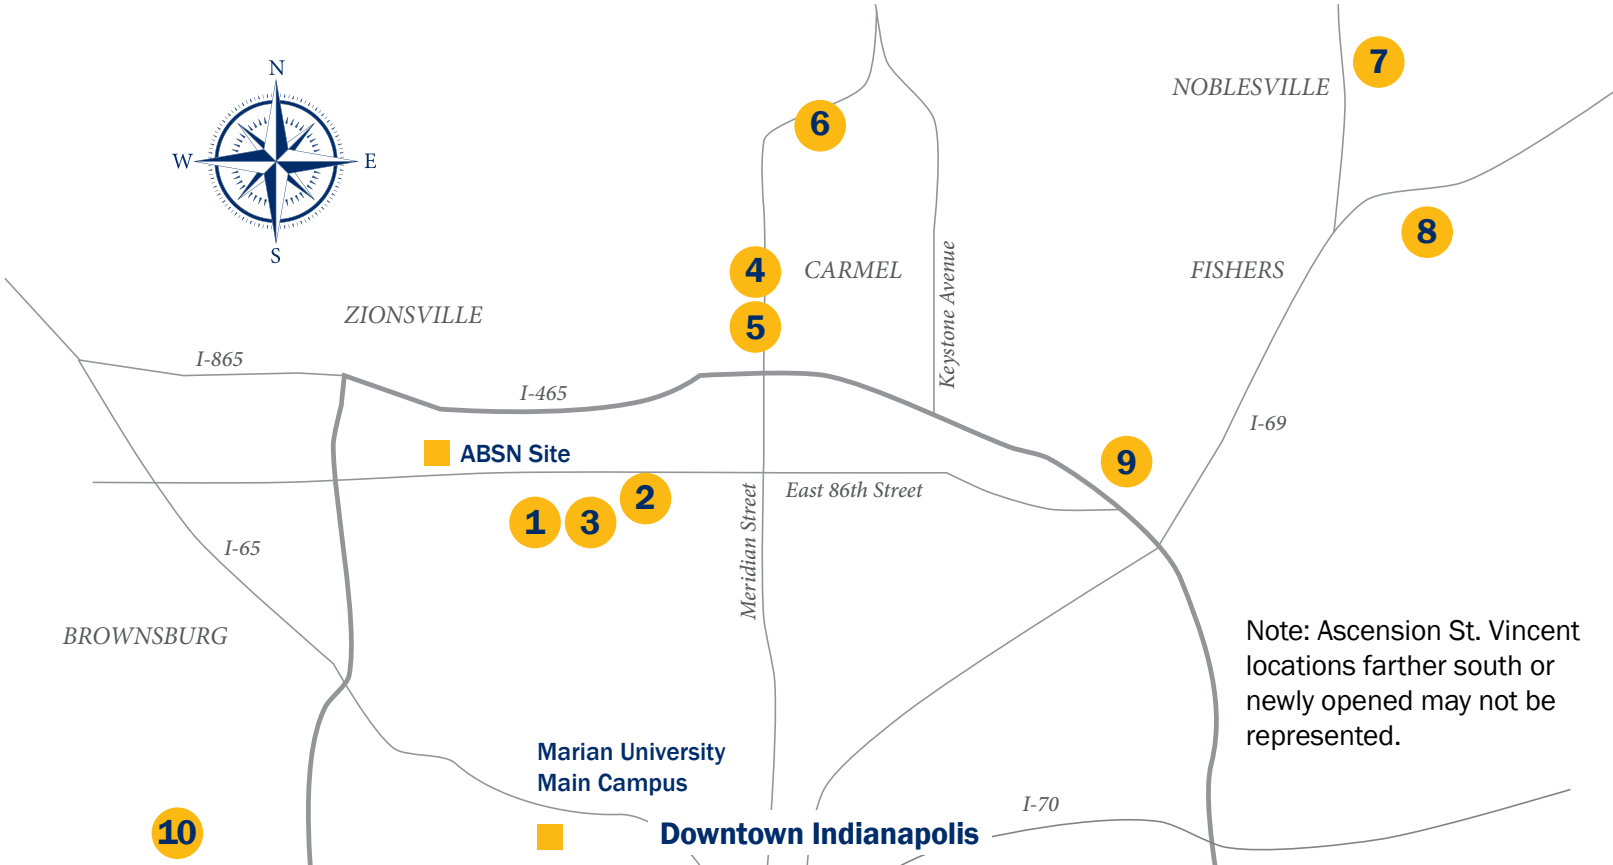 N
7
NOBLESVILLE
6
W
E
8
S
4
CARMEL
FISHERS
Keystone Avenue
ZIONSVILLE
5
I-865
I-465
I-69
ABSN Site
9
2
East 86th Street
1
3
Meridian Street
I-65
BROWNSBURG
Note: Ascension St. Vincent
locations farther south or
newly opened may not be
represented.
Marian University
Main Campus
I-70
10
Downtown Indianapolis